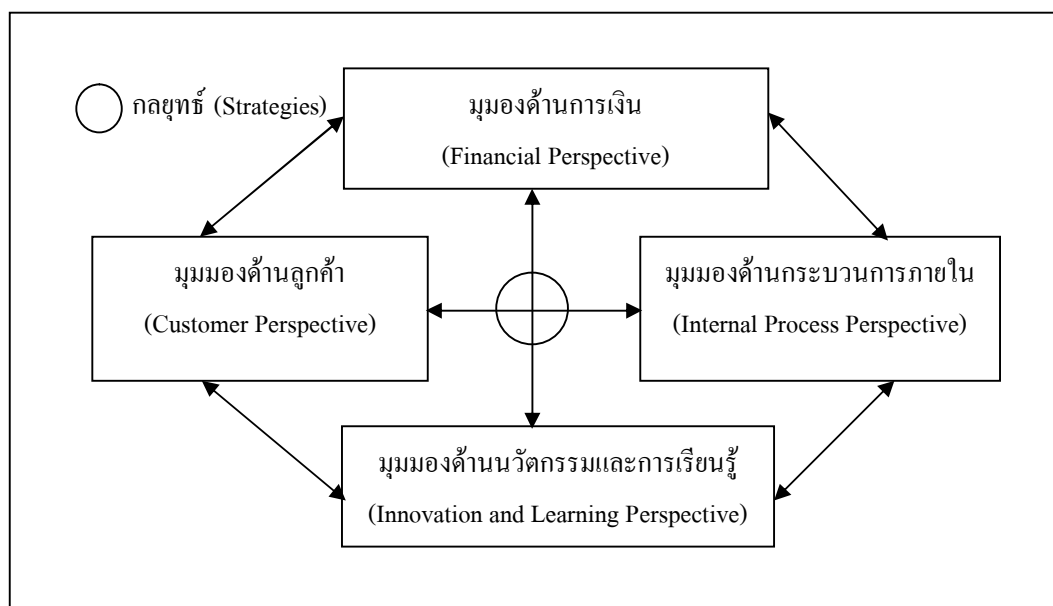 กลยุทธ์ (Strategies)
มุมองด้านการเงิน
(Financial Perspective)
มุมมองด้านลูกค้า
(Customer Perspective)
มุมมองด้านกระบวนการภายใน
(Internal Process Perspective)
มุมมองด้านนวัตกรรมและการเรียนรู้
(Innovation and Learning Perspective)